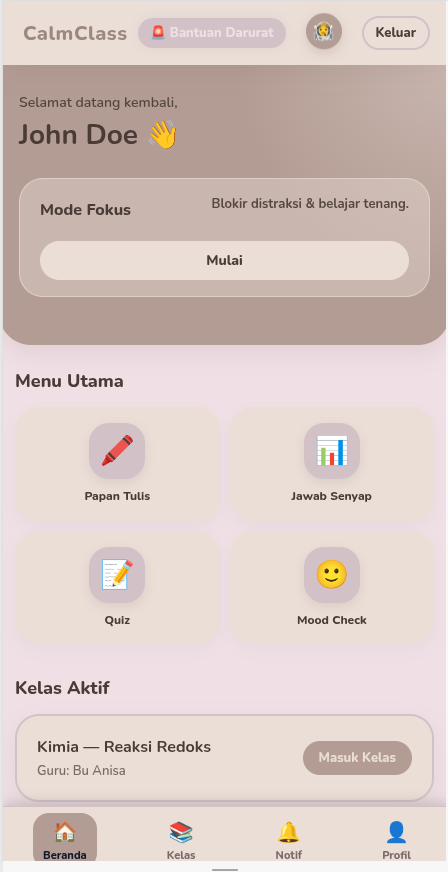 CalmClass
🚨 Bantuan Darurat
Keluar
Selamat datang kembali,
John Doe 👋
Mode Fokus
Blokir distraksi & belajar tenang.
Mulai
Menu Utama
Papan Tulis
Jawab Senyap
Quiz
Mood Check
Kelas Aktif
Kimia — Reaksi Redoks
Guru: Bu Anisa
Masuk Kelas
Beranda
Kelas
Notif
Profil